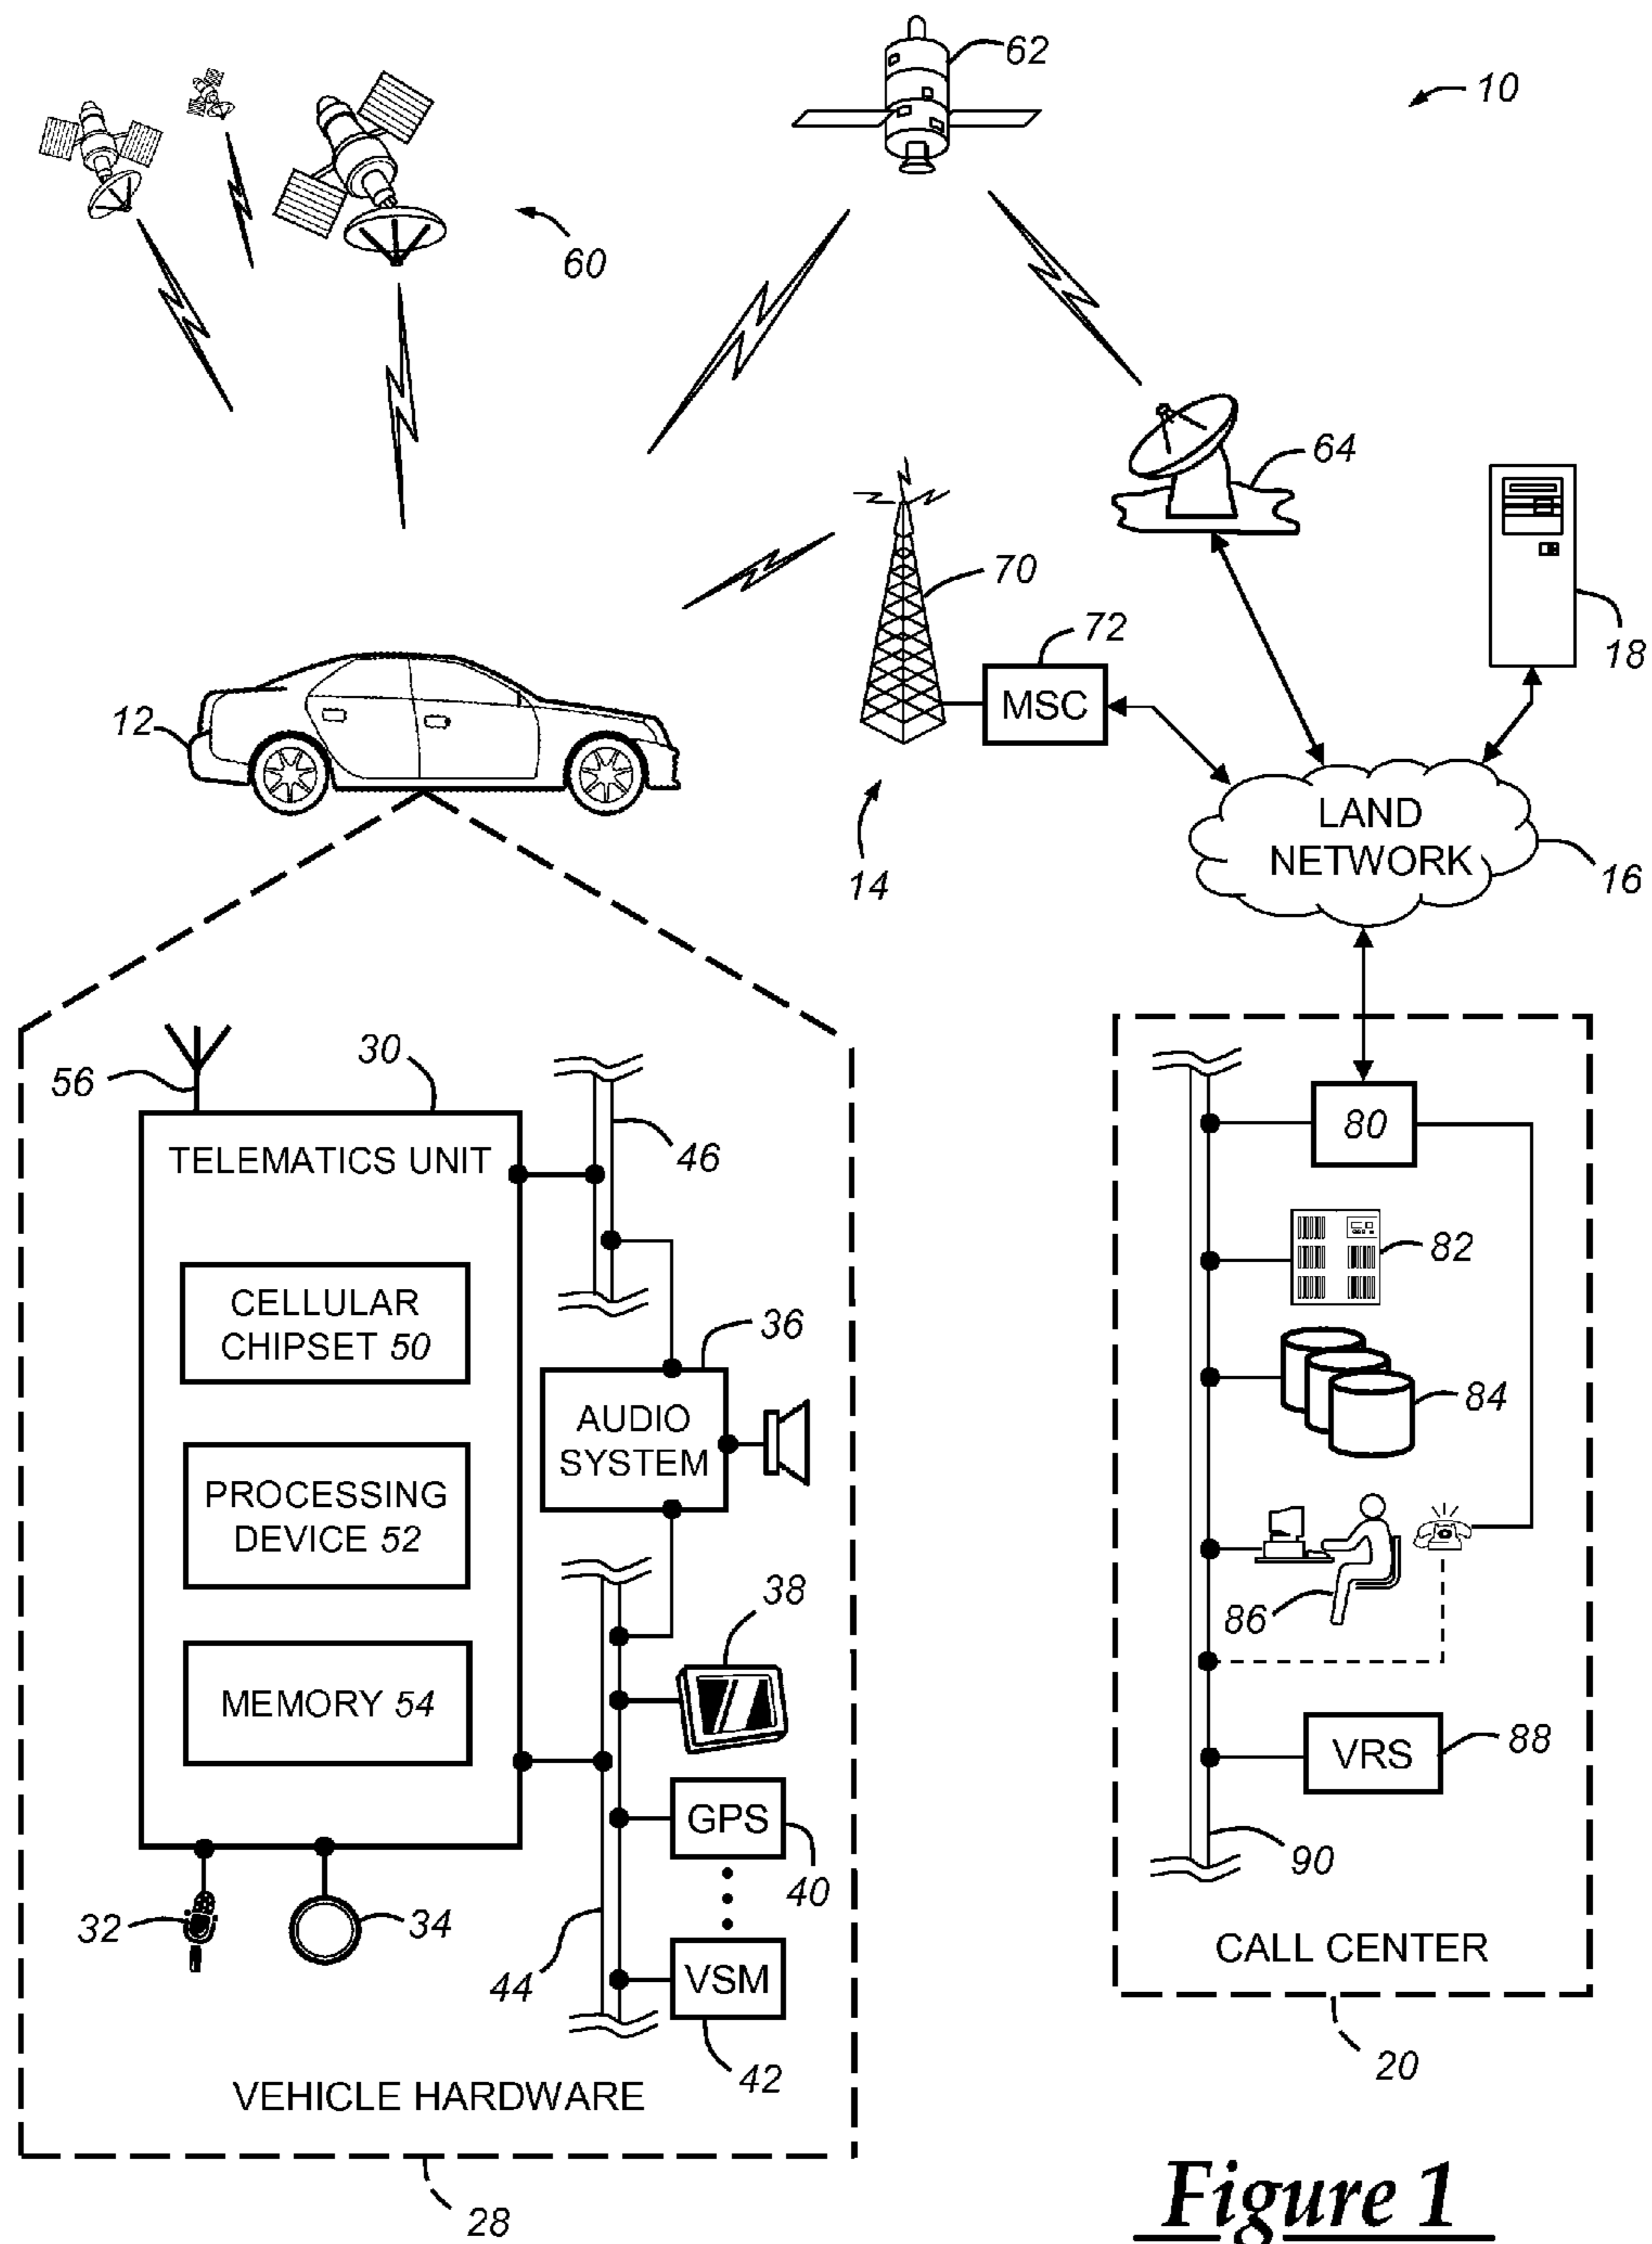 62
10
60
64
70
18
72
MSC
12
LAND
NETWORK
14
16
30
56
TELEMATICS UNIT
46
80
82
CELLULAR
CHIPSET 50
36
AUDIO
SYSTEM
84
PROCESSING
DEVICE 52
38
86
MEMORY 54
VRS
88
GPS
40
90
32
34
CALL CENTER
44
VSM
42
20
VEHICLE HARDWARE
28
Figure 1